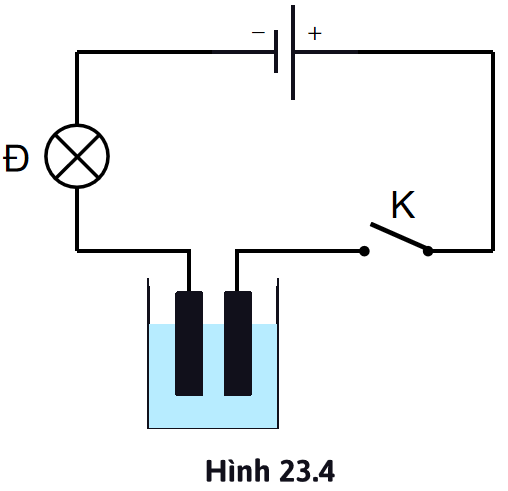 − +
Đ
K
Hình 23.4